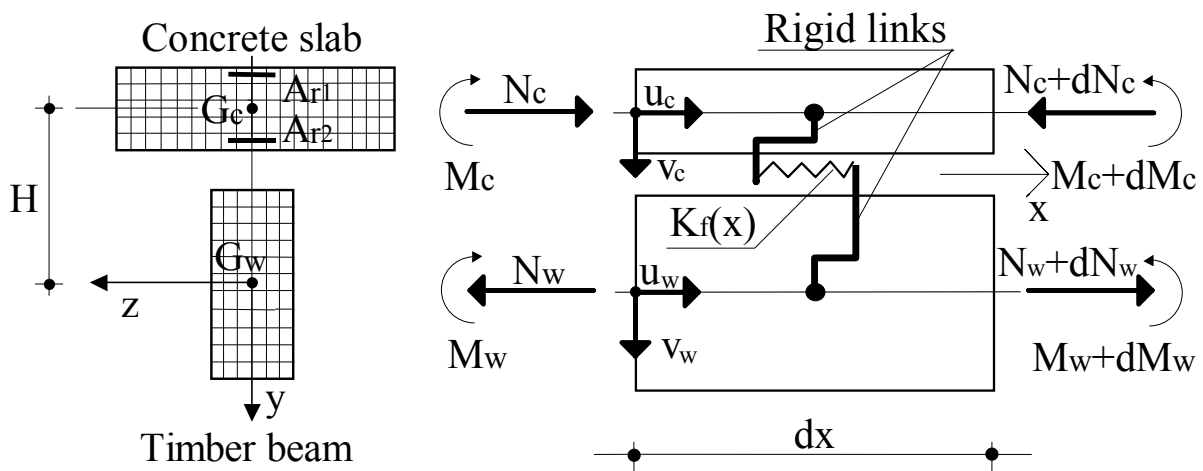 Concrete slab
Ar1
Gc
Ar2
H
Gw
z
y
Timber beam
Rigid links
Nc
uc
Nc+dNc
Mc
vc
Mc+dMc
x
Kf(x)
Nw
uw
Nw+dNw
Mw
vw
Mw+dMw
dx